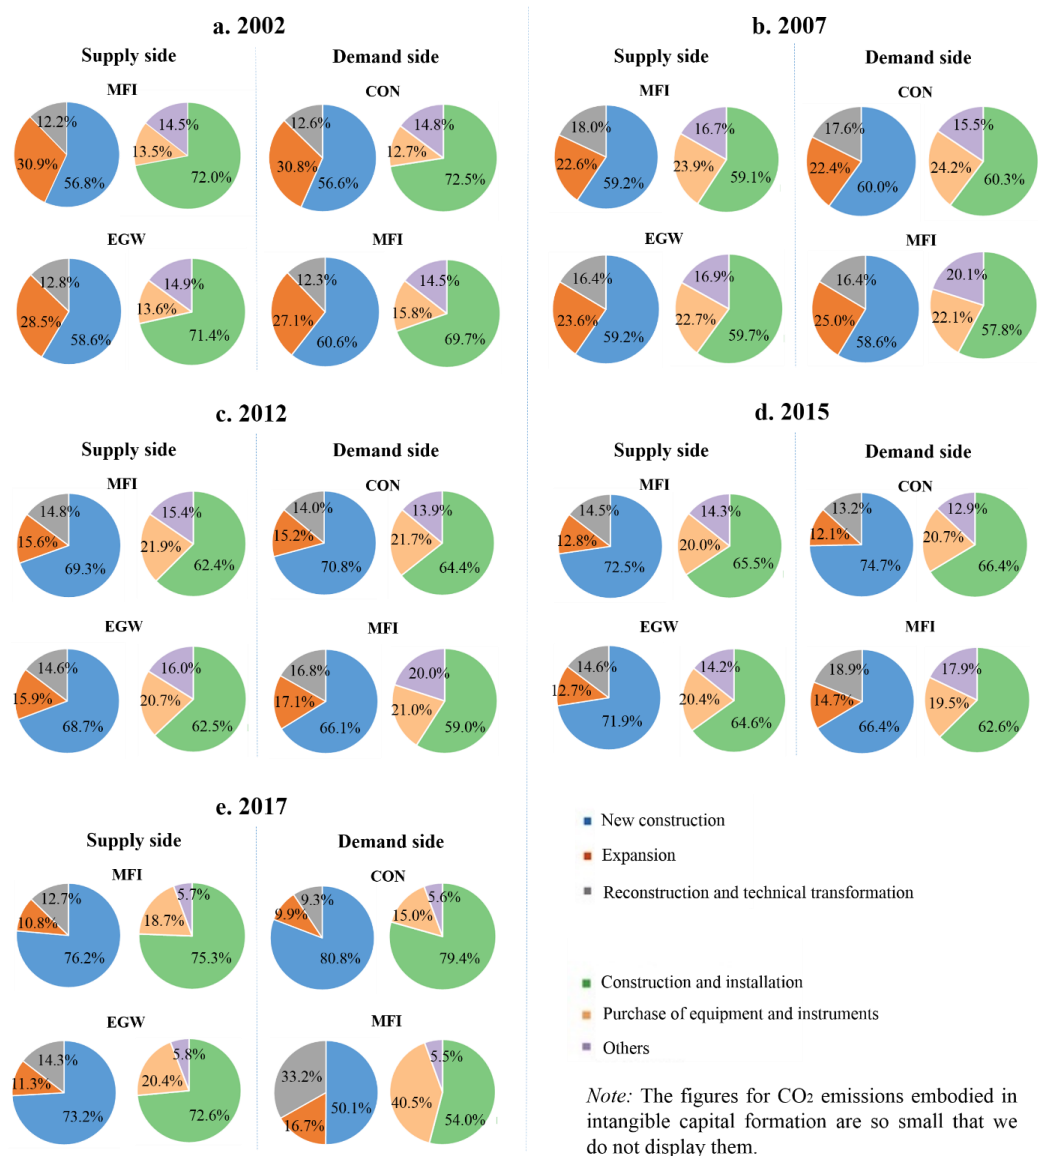 a. 2002
Supply side
Demand side
MFI
CON
12.2%
14.5%
30.9%
13.5%
56.8%
72.0%
12.6%
14.8%
30.8%
12.7%
56.6%
72.5%
EGW
MFI
12.8%
14.9%
28.5%
13.6%
58.6%
71.4%
12.3%
14.5%
27.1%
15.8%
60.6%
69.7%
b. 2007
Supply side
Demand side
MFI
CON
18.0%
16.7%
22.6%
23.9%
59.2%
59.1%
17.6%
15.5%
22.4%
24.2%
60.0%
60.3%
EGW
MFI
16.4%
16.9%
23.6%
22.7%
59.2%
59.7%
16.4%
20.1%
25.0%
22.1%
58.6%
57.8%
c. 2012
Supply side
Demand side
MFI
CON
14.8%
15.4%
15.6%
21.9%
69.3%
62.4%
14.0%
13.9%
15.2%
21.7%
70.8%
64.4%
EGW
MFI
14.6%
16.0%
15.9%
20.7%
68.7%
62.5%
16.8%
20.0%
17.1%
21.0%
66.1%
59.0%
d. 2015
Supply side
Demand side
MFI
CON
14.5%
14.3%
12.8%
20.0%
72.5%
65.5%
13.2%
12.9%
12.1%
20.7%
74.7%
66.4%
EGW
MFI
14.6%
14.2%
12.7%
20.4%
71.9%
64.6%
18.9%
17.9%
14.7%
19.5%
66.4%
62.6%
e. 2017
Supply side
Demand side
MFI
CON
12.7%
5.7%
10.8%
18.7%
76.2%
75.3%
9.3%
5.6%
9.9%
15.0%
80.8%
79.4%
EGW
MFI
14.3%
5.8%
11.3%
20.4%
73.2%
72.6%
33.2%
5.5%
50.1%
40.5%
16.7%
54.0%
New construction
Expansion
Reconstruction and technical transformation
Construction and installation
Purchase of equipment and instruments
Others
Note: The figures for CO₂ emissions embodied in
intangible capital formation are so small that we
do not display them.